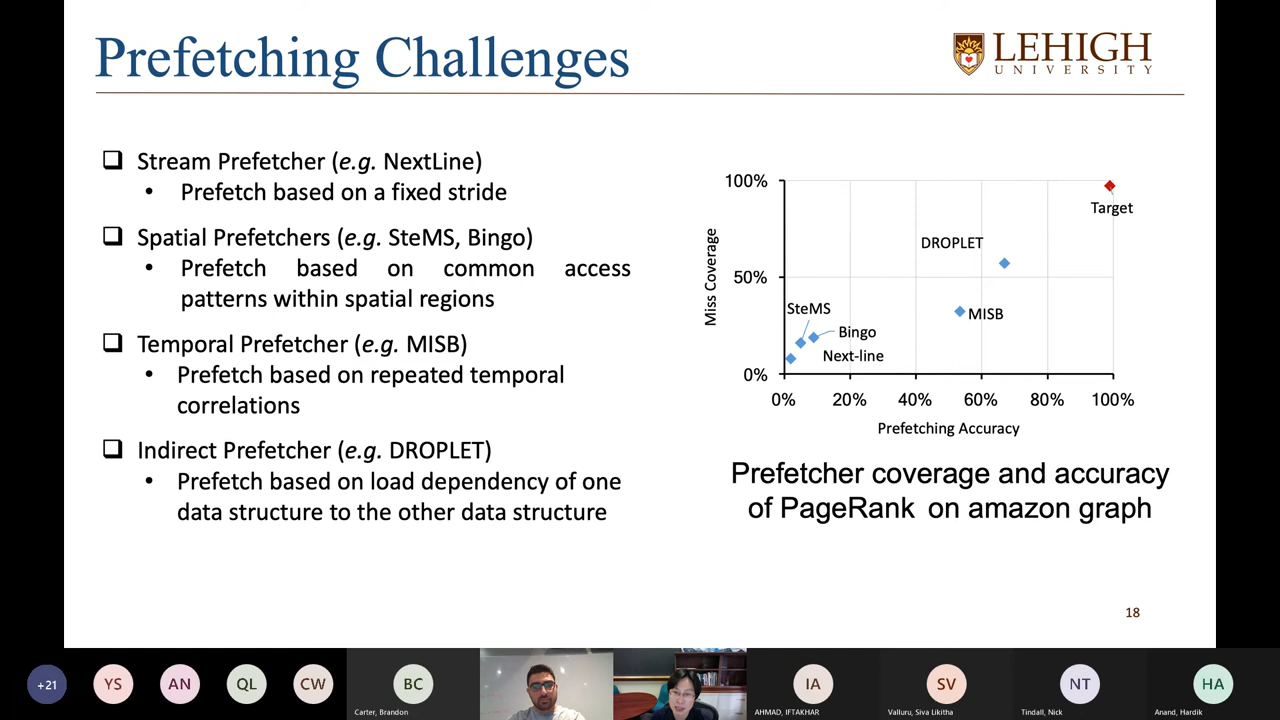 Prefetching Challenges
LEHIGH
UNIVERSITY
❑ Stream Prefetcher (e.g. NextLine)
• Prefetch based on a fixed stride
❑ Spatial Prefetchers (e.g. SteMS, Bingo)
• Prefetch based on common access
patterns within spatial regions
❑ Temporal Prefetcher (e.g. MISB)
• Prefetch based on repeated temporal
correlations
❑ Indirect Prefetcher (e.g. DROPLET)
• Prefetch based on load dependency of one
data structure to the other data structure
100%
Target
DROPLET
Miss Coverage
50%
SteMS
MISB
Bingo
Next-line
0%
0% 20% 40% 60% 80% 100%
Prefetching Accuracy
Prefetcher coverage and accuracy
of PageRank on amazon graph
18
+21 YS AN QL CW BC IA SV NT HA
Carter, Brandon AHMAD, IFTAKHAR Valluru, Siva Likitha Tindall, Nick Anand, Hardik